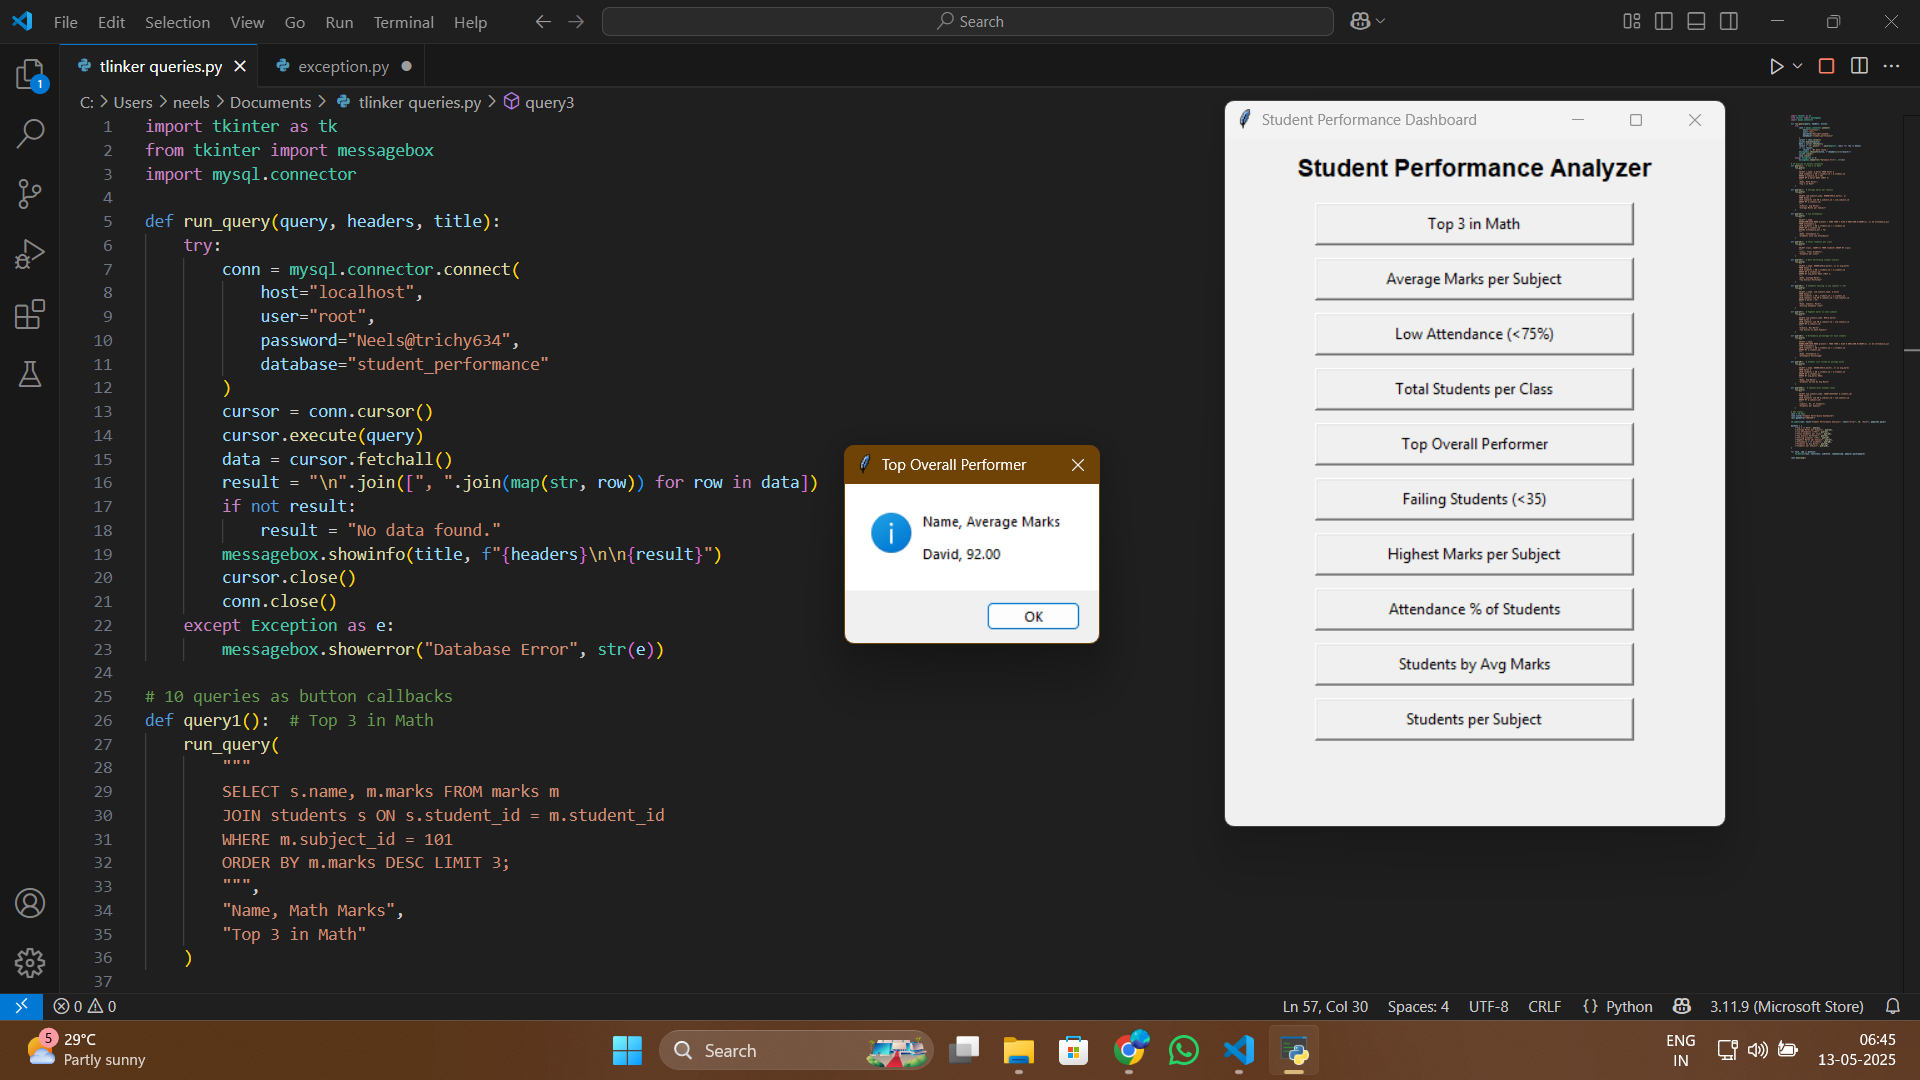 File Edit Selection View Go Run Terminal Help
Search
tlinker queries.py
exception.py
1
C: > Users > neels > Documents > tlinker queries.py > query3
1 import tkinter as tk
2 from tkinter import messagebox
3 import mysql.connector
4
5 def run_query(query, headers, title):
6 try:
7 conn = mysql.connector.connect(
8 host="localhost",
9 user="root",
10 password="Neels@trichy634",
11 database="student_performance"
12 )
13 cursor = conn.cursor()
14 cursor.execute(query)
15 data = cursor.fetchall()
16 result = "\n".join([", ".join(map(str, row)) for row in data])
17 if not result:
18 result = "No data found."
19 messagebox.showinfo(title, f"{headers}\n\n{result}")
20 cursor.close()
21 conn.close()
22 except Exception as e:
23 messagebox.showerror("Database Error", str(e))
24
25 # 10 queries as button callbacks
26 def query1(): # Top 3 in Math
27 run_query(
28 """
29 SELECT s.name, m.marks FROM marks m
30 JOIN students s ON s.student_id = m.student_id
31 WHERE m.subject_id = 101
32 ORDER BY m.marks DESC LIMIT 3;
33 """,
34 "Name, Math Marks",
35 "Top 3 in Math"
36 )
37
Top Overall Performer
Name, Average Marks
David, 92.00
OK
Student Performance Dashboard
Student Performance Analyzer
Top 3 in Math
Average Marks per Subject
Low Attendance (<75%)
Total Students per Class
Top Overall Performer
Failing Students (<35)
Highest Marks per Subject
Attendance % of Students
Students by Avg Marks
Students per Subject
0 0
Ln 57, Col 30 Spaces: 4 UTF-8 CRLF {} Python 3.11.9 (Microsoft Store)
5
29°C
Partly sunny
Search
ENG
IN
06:45
13-05-2025